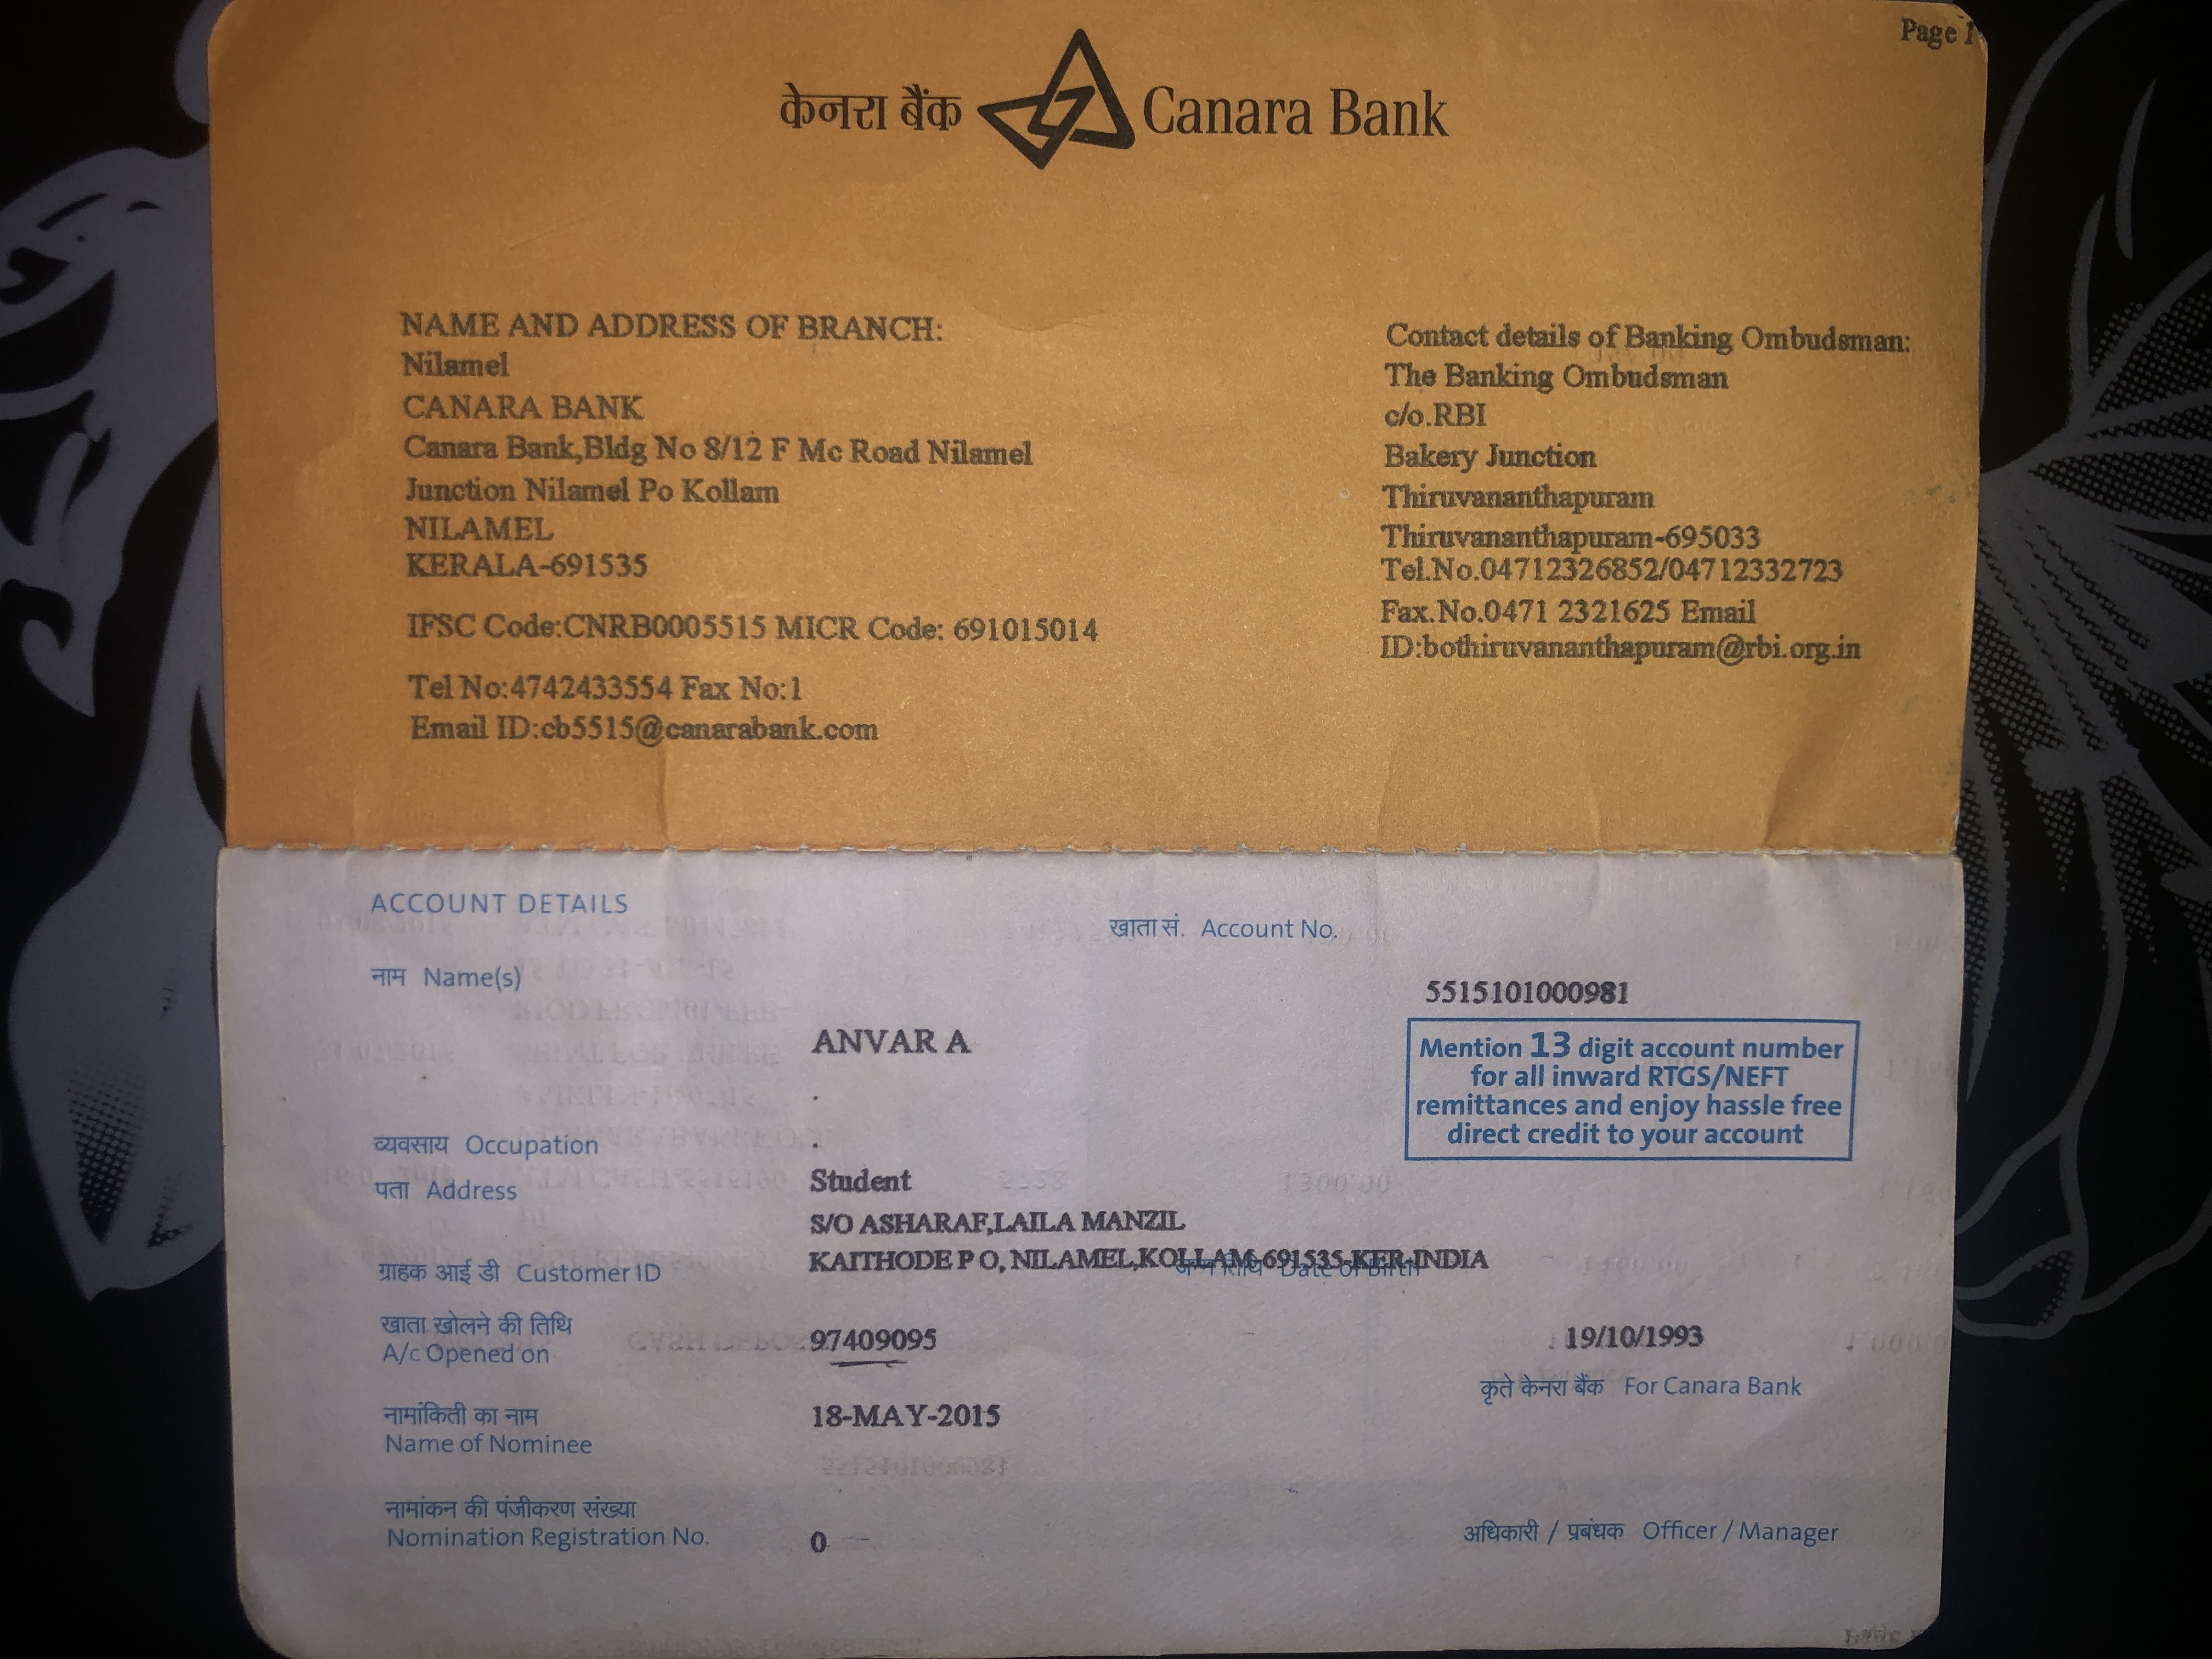 Page 1
केनरा बैंक Canara Bank
NAME AND ADDRESS OF BRANCH:
Nilamel
CANARA BANK
Canara Bank,Bldg No 8/12 F Mc Road Nilamel
Junction Nilamel Po Kollam
NILAMEL
KERALA-691535
IFSC Code:CNRB0005515 MICR Code: 691015014
Tel No:4742433554 Fax No:1
Email ID:cb5515@canarabank.com
Contact details of Banking Ombudsman:
The Banking Ombudsman
c/o.RBI
Bakery Junction
Thiruvananthapuram
Thiruvananthapuram-695033
Tel.No.04712326852/04712332723
Fax.No.0471 2321625 Email
ID:bothiruvananthapuram@rbi.org.in
ACCOUNT DETAILS
खाता सं. Account No.
नाम Name(s)
5515101000981
ANVAR A
Mention 13 digit account number
for all inward RTGS/NEFT
remittances and enjoy hassle free
direct credit to your account
व्यवसाय Occupation
Student
पता Address
S/O ASHARAF,LAILA MANZIL
KAITHODE P O, NILAMEL,KOLLAM-691535-KER-INDIA
ग्राहक आई डी Customer ID
जन्म तिथि Date of Birth
खाता खोलने की तिथि
A/c Opened on
97409095
19/10/1993
कृते केनरा बैंक For Canara Bank
नामांकिती का नाम
Name of Nominee
18-MAY-2015
नामांकन की पंजीकरण संख्या
Nomination Registration No.
0
अधिकारी / प्रबंधक Officer / Manager